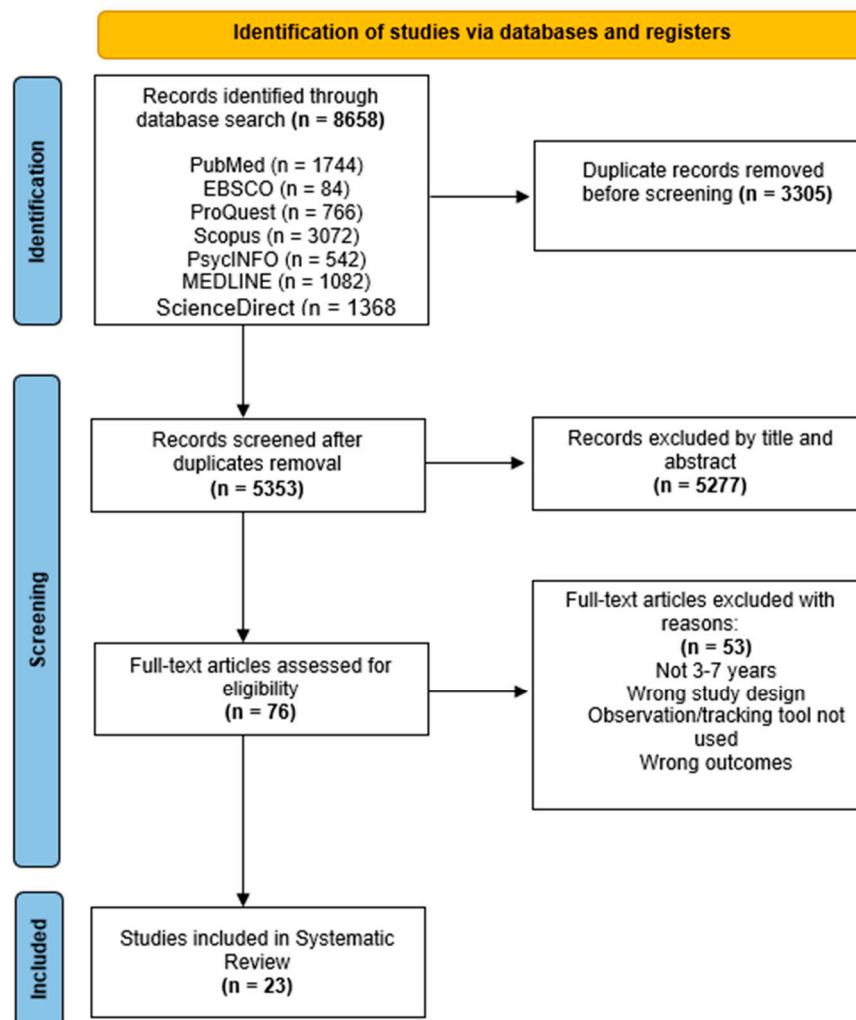 Identification of studies via databases and registers
Identification
Records identified through
database search (n = 8658)
PubMed (n = 1744)
EBSCO (n = 84)
ProQuest (n = 766)
Scopus (n = 3072)
PsycINFO (n = 542)
MEDLINE (n = 1082)
ScienceDirect (n = 1368
Duplicate records removed
before screening (n = 3305)
Screening
Records screened after
duplicates removal
(n = 5353)
Records excluded by title and
abstract
(n = 5277)
Full-text articles assessed for
eligibility
(n = 76)
Full-text articles excluded with
reasons:
(n = 53)
Not 3-7 years
Wrong study design
Observation/tracking tool not
used
Wrong outcomes
Included
Studies included in Systematic
Review
(n = 23)